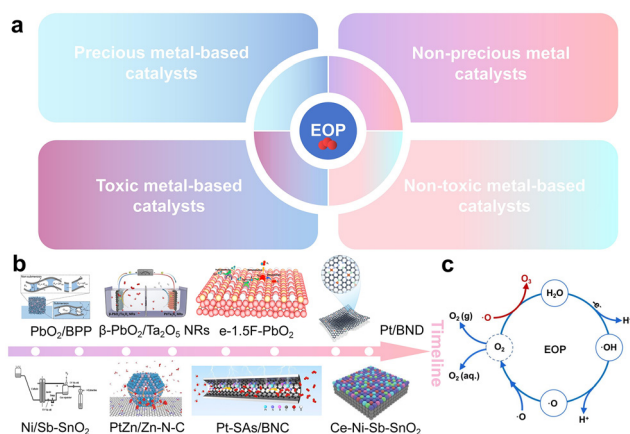 a
Precious metal-based
catalysts
Non-precious metal
catalysts
EOP
Toxic metal-based
catalysts
Non-toxic metal-based
catalysts
b
PbO₂/BPP
β-PbO₂/Ta₂O₅ NRs
e-1.5F-PbO₂
Pt/BND
Timeline
Ni/Sb-SnO₂
PtZn/Zn-N-C
Pt-SAs/BNC
Ce-Ni-Sb-SnO₂
c
O₃
H₂O
·O
O₂ (g)
O₂
EOP
·OH
O₂ (aq.)
·O
·O
H⁺